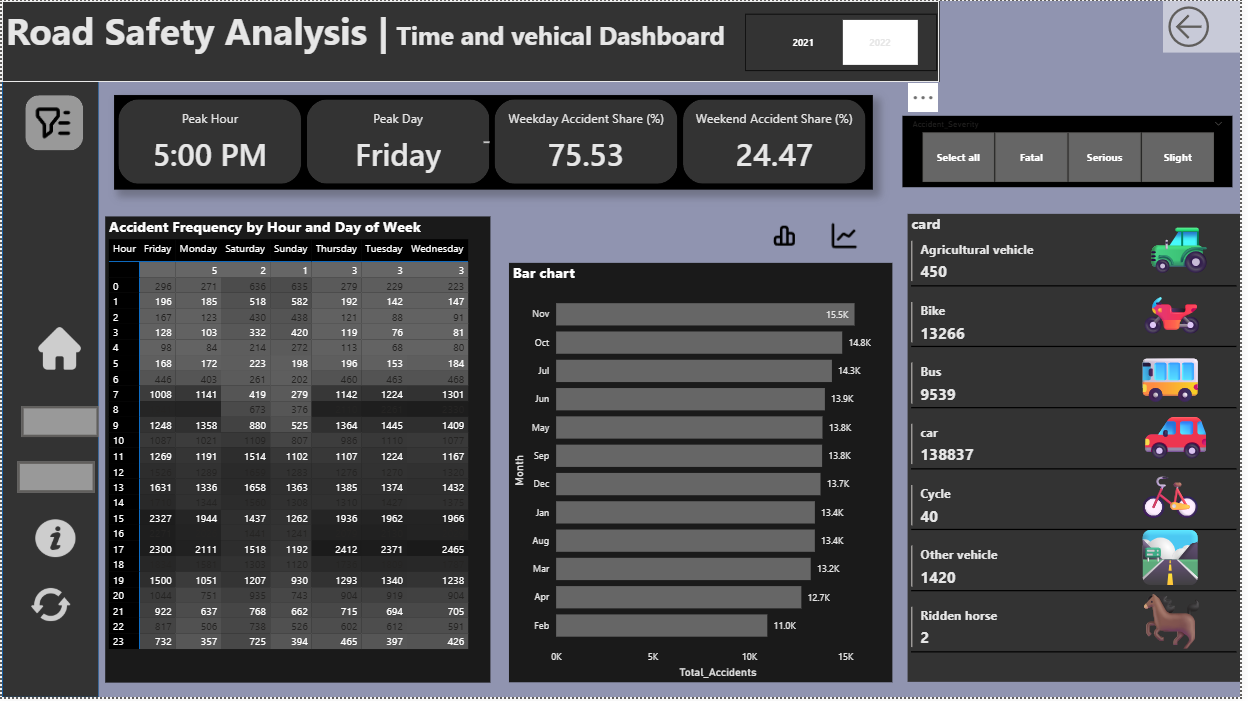 Road Safety Analysis | Time and vehical Dashboard
2021
2022
Peak Hour
5:00 PM
Peak Day
Friday
Weekday Accident Share (%)
75.53
Weekend Accident Share (%)
24.47
Accident_Severity
Select all
Fatal
Serious
Slight
Accident Frequency by Hour and Day of Week
Hour Friday Monday Saturday Sunday Thursday Tuesday Wednesday
5 2 1 3 3 3
0 296 271 636 635 279 229 223
1 196 185 518 582 192 142 147
2 167 123 430 438 121 88 91
3 128 103 332 420 119 76 81
4 98 84 214 272 113 68 80
5 168 172 223 198 196 153 184
6 446 403 261 202 460 463 468
7 1008 1141 419 279 1142 1224 1301
8 673 376
9 1248 1358 880 525 1364 1445 1409
10 1087 1021 1109 807 986 1110 1077
11 1269 1191 1514 1102 1107 1224 1167
12
13 1631 1336 1658 1363 1385 1374 1432
14
15 2327 1944 1437 1262 1936 1962 1966
16
17 2300 2111 1518 1192 2412 2371 2465
18
19 1500 1051 1207 930 1293 1340 1238
20 1044 751 935 743 904 919 904
21 922 637 768 662 715 694 705
22 817 506 738 526 602 612 591
23 732 357 725 394 465 397 426
Bar chart
Month
Nov 15.5K
Oct 14.8K
Jul 14.3K
Jun 13.9K
May 13.8K
Sep 13.8K
Dec 13.7K
Jan 13.4K
Aug 13.4K
Mar 13.2K
Apr 12.7K
Feb 11.0K
0K 5K 10K 15K
Total_Accidents
card
Agricultural vehicle
450
Bike
13266
Bus
9539
car
138837
Cycle
40
Other vehicle
1420
Ridden horse
2